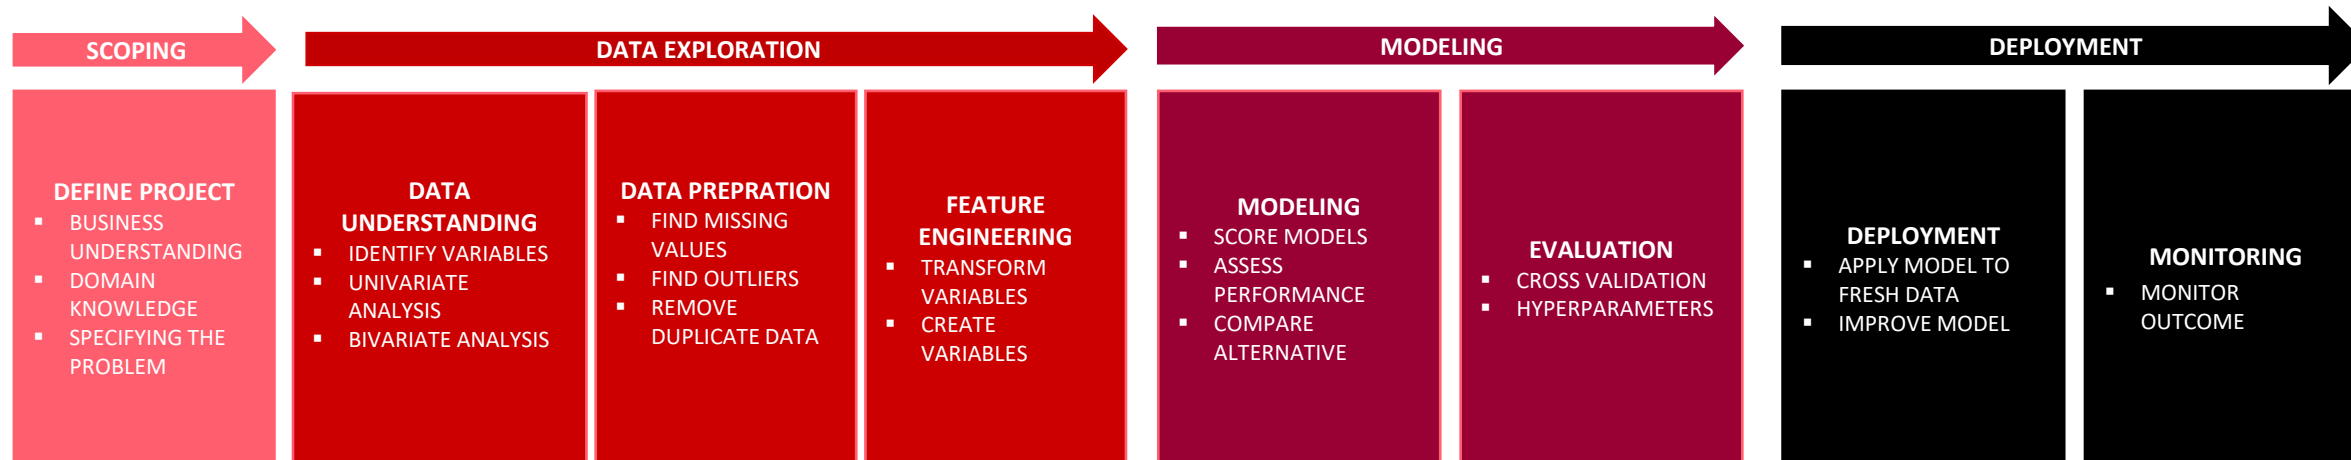 SCOPING
DATA EXPLORATION
MODELING
DEPLOYMENT
DEFINE PROJECT
▪ BUSINESS
UNDERSTANDING
▪ DOMAIN
KNOWLEDGE
▪ SPECIFYING THE
PROBLEM
DATA
UNDERSTANDING
▪ IDENTIFY VARIABLES
▪ UNIVARIATE
ANALYSIS
▪ BIVARIATE ANALYSIS
DATA PREPRATION
▪ FIND MISSING
VALUES
▪ FIND OUTLIERS
▪ REMOVE
DUPLICATE DATA
FEATURE
ENGINEERING
▪ TRANSFORM
VARIABLES
▪ CREATE
VARIABLES
MODELING
▪ SCORE MODELS
▪ ASSESS
PERFORMANCE
▪ COMPARE
ALTERNATIVE
EVALUATION
▪ CROSS VALIDATION
▪ HYPERPARAMETERS
DEPLOYMENT
▪ APPLY MODEL TO
FRESH DATA
▪ IMPROVE MODEL
MONITORING
▪ MONITOR
OUTCOME